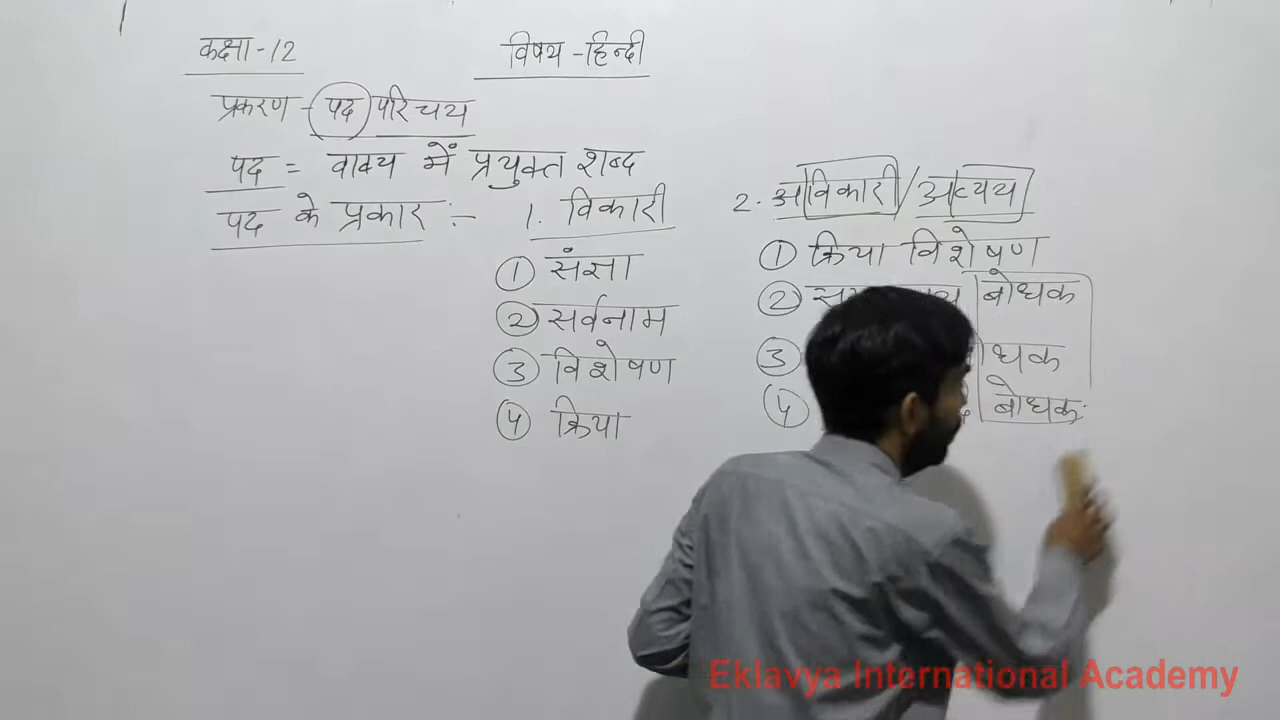 कक्षा -12 विषय -हिन्दी
प्रकरण - पद परिचय
पद = वाक्य में प्रयुक्त शब्द
पद के प्रकार :- 1. विकारी
① संज्ञा
② सर्वनाम
③ विशेषण
④ क्रिया
2. अविकारी / अव्यय
① क्रिया विशेषण
② बोधक
③
④ बोधक
Eklavya International Academy